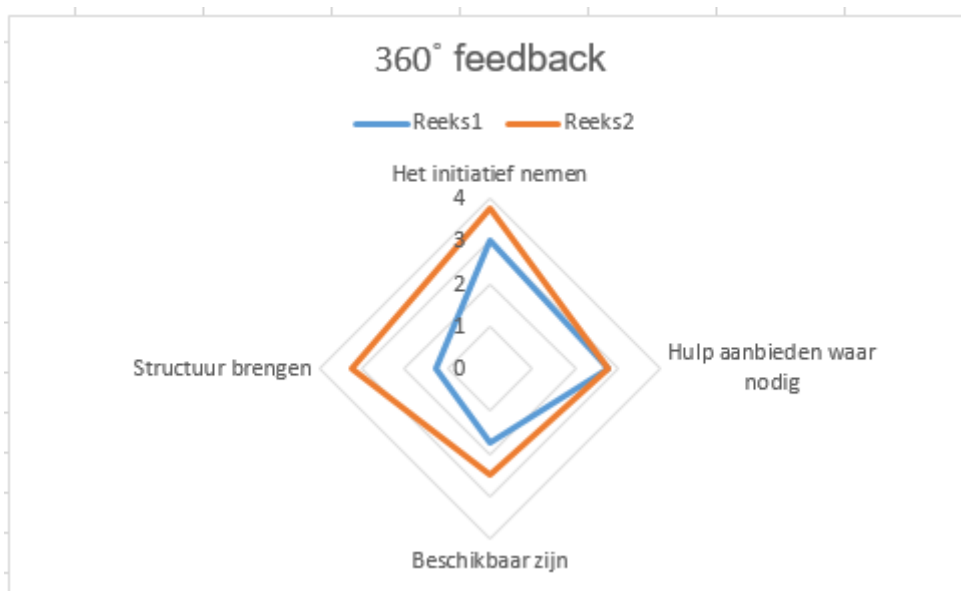 360˚ feedback
Reeks1 Reeks2
Het initiatief nemen
4
3
2
1
0
Structuur brengen
Hulp aanbieden waar
nodig
Beschikbaar zijn